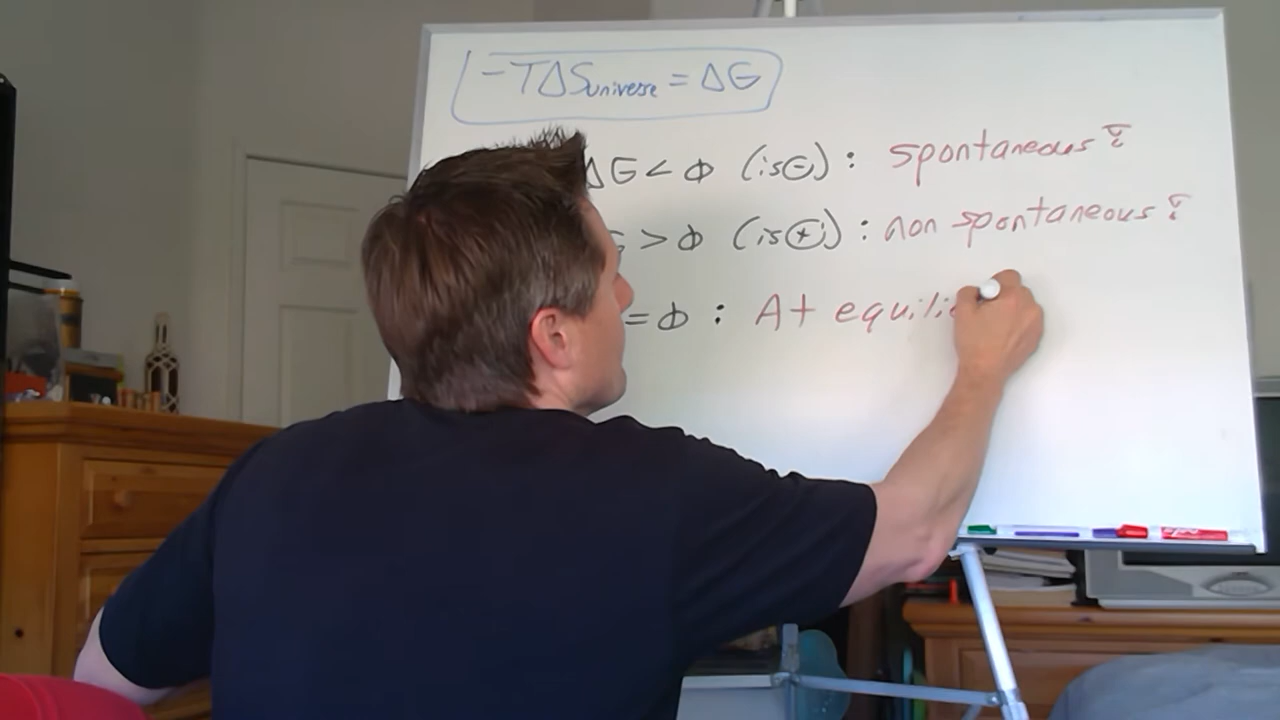 -TΔSuniverse = ΔG
ΔG < Φ (is ⊖) : spontaneous
G > Φ (is ⊕) : non spontaneous
= Φ : At equili